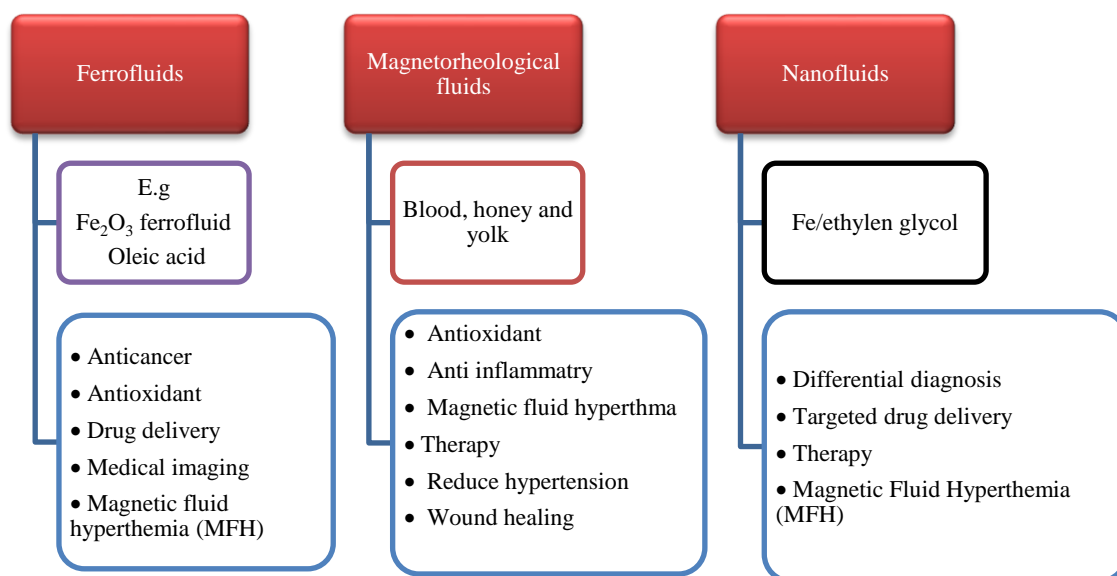 Ferrofluids
E.g
Fe₂O₃ ferrofluid
Oleic acid
• Anticancer
• Antioxidant
• Drug delivery
• Medical imaging
• Magnetic fluid
hyperthemia (MFH)
Magnetorheological
fluids
Blood, honey and
yolk
• Antioxidant
• Anti inflammatry
• Magnetic fluid hyperthma
• Therapy
• Reduce hypertension
• Wound healing
Nanofluids
Fe/ethylen glycol
• Differential diagnosis
• Targeted drug delivery
• Therapy
• Magnetic Fluid Hyperthemia
(MFH)